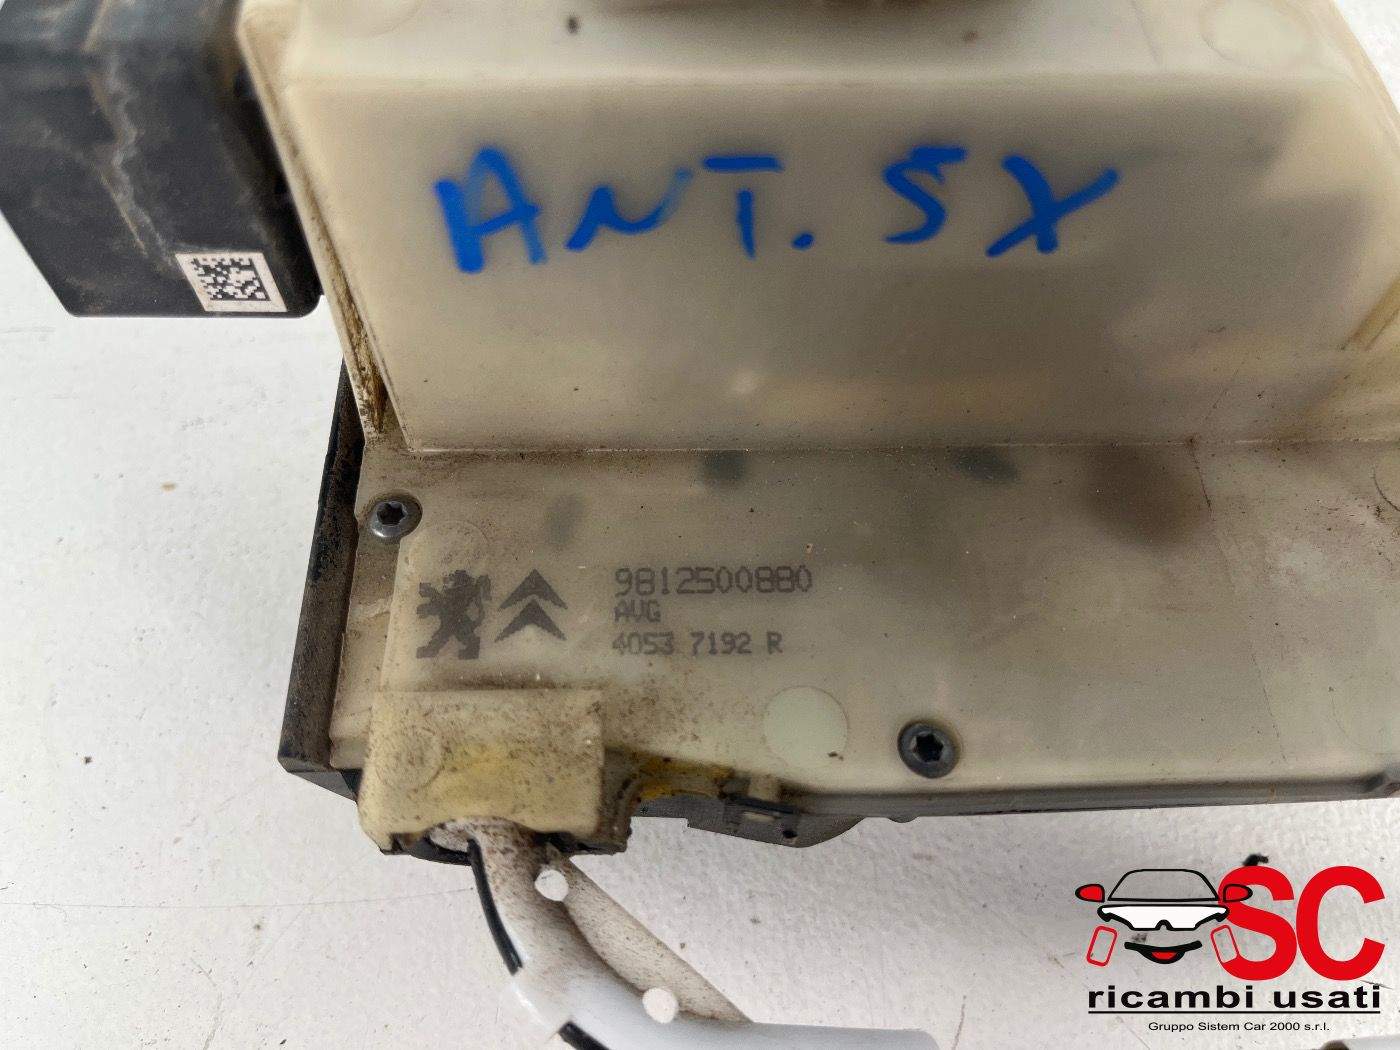 ANT. SX
9812500880
AVG
4053 7192 R
SC
ricambi usati
Gruppo Sistem Car 2000 s.r.l.